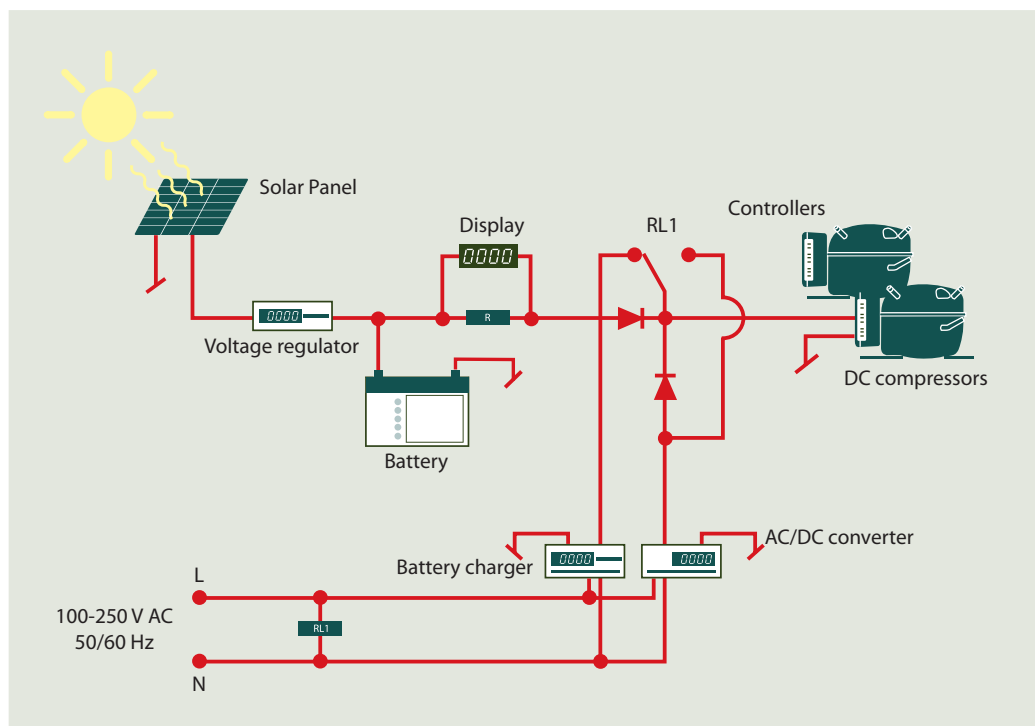 Solar Panel
Controllers
Display
RL1
0000
R
0000
Voltage regulator
DC compressors
Battery
AC/DC converter
0000
0000
Battery charger
L
100-250 V AC
50/60 Hz
RL1
N